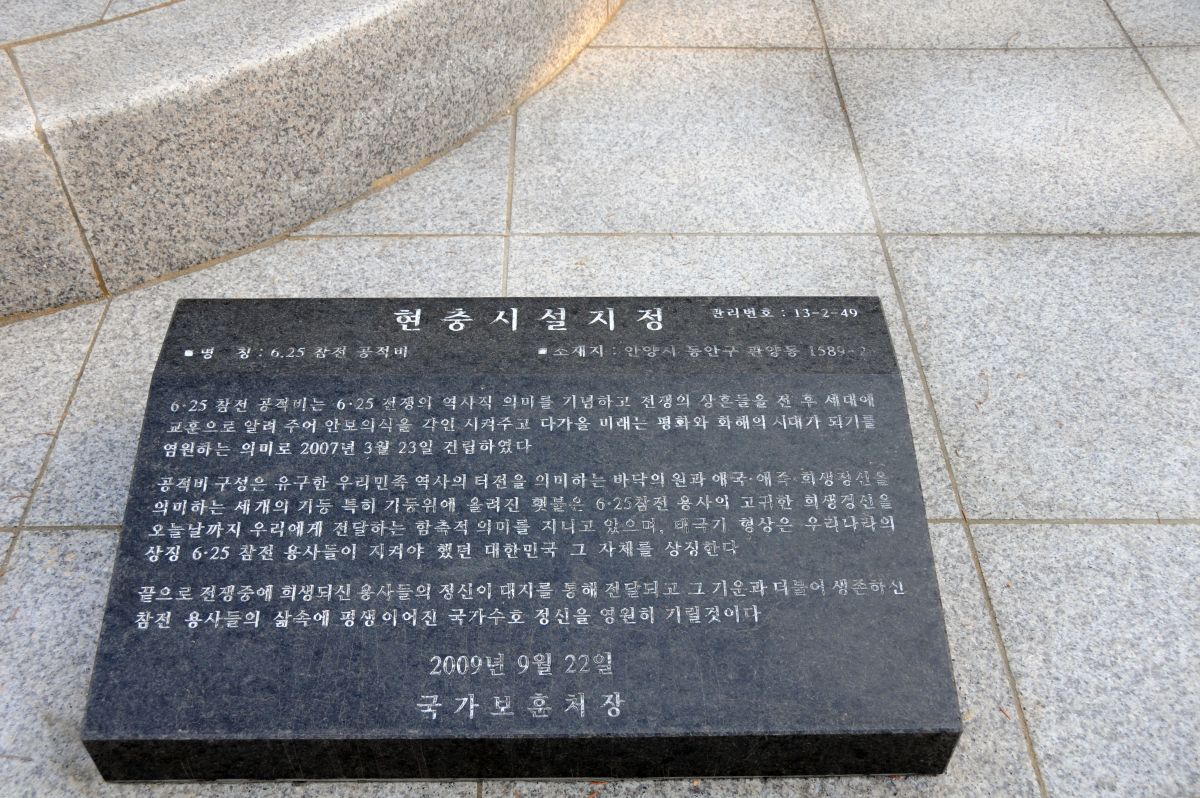 현충시설지정 관리번호 : 13-2-49
■ 명 칭 : 6.25 참전 공적비 ■ 소재지 : 안양시 동안구 관양동 1589-2
6·25 참전 공적비는 6·25 전쟁의 역사적 의미를 기념하고 전쟁의 상흔들을 전 후 세대에
교훈으로 알려 주어 안보의식을 각인 시켜주고 다가올 미래는 평화와 화해의 시대가 되기를
염원하는 의미로 2007년 3월 23일 건립하였다
공적비 구성은 유구한 우리민족 역사의 터전을 의미하는 바닥의 원과 애국·애족·희생정신을
의미하는 세개의 기둥 특히 기둥위에 올려진 횃불은 6·25참전 용사의 고귀한 희생정신을
오늘날까지 우리에게 전달하는 함축적 의미를 지니고 있으며, 태극기 형상은 우리나라의
상징 6·25 참전 용사들이 지켜야 했던 대한민국 그 자체를 상징한다
끝으로 전쟁중에 희생되신 용사들의 정신이 대지를 통해 전달되고 그 기운과 더불어 생존하신
참전 용사들의 삶속에 평생이어진 국가수호 정신을 영원히 기릴것이다
2009년 9월 22일
국가보훈처장